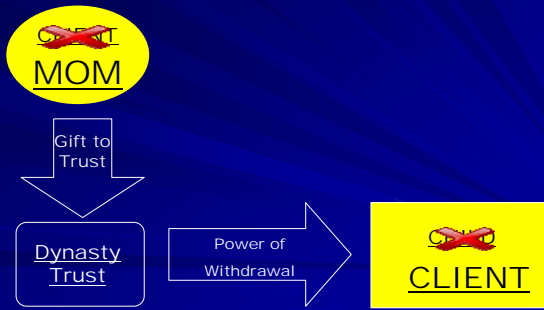 MOM
Gift to
Trust
Dynasty
Trust
Power of
Withdrawal
CLIENT